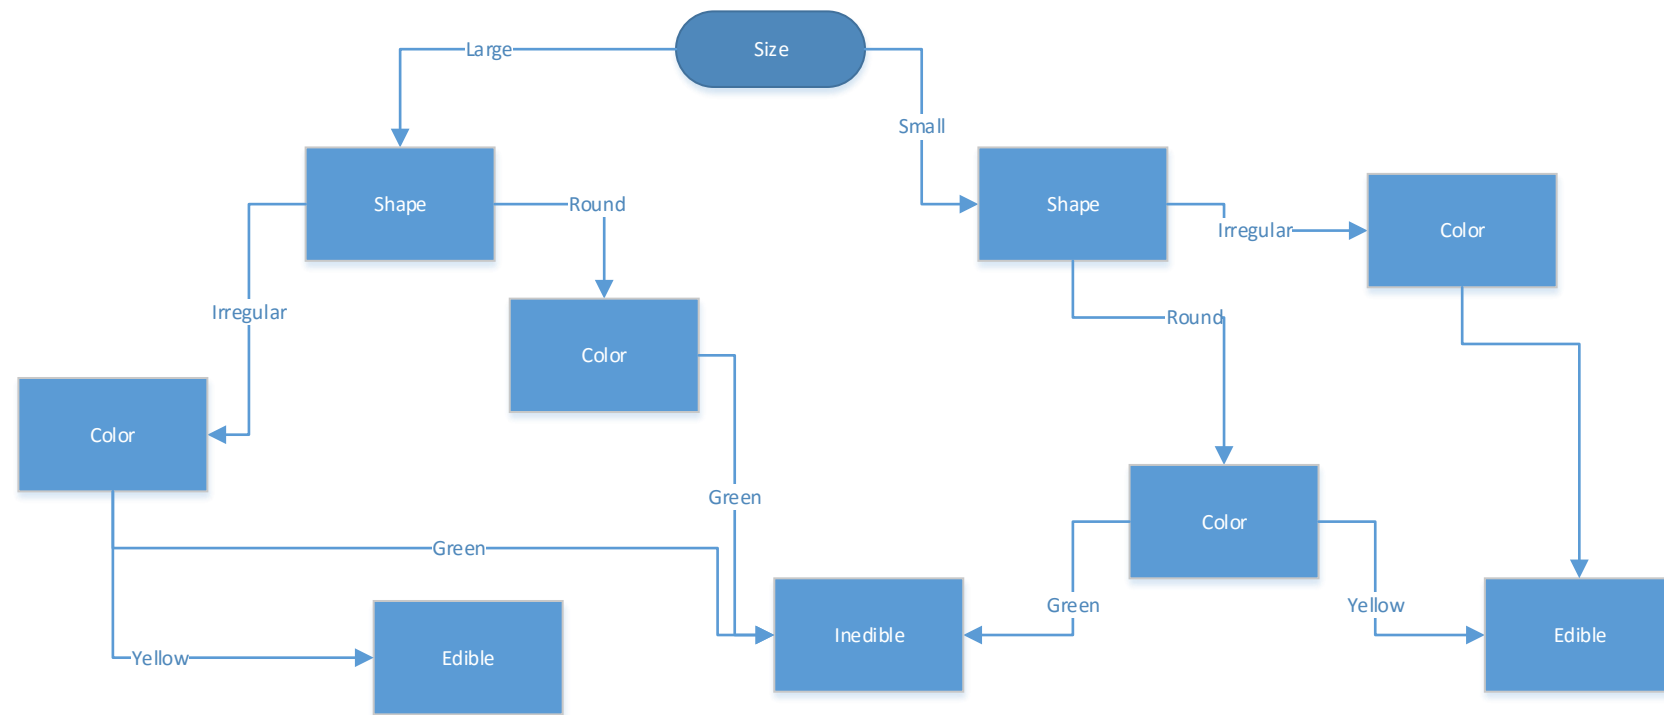 Size
Large
Small
Shape
Round
Shape
Irregular
Color
Irregular
Round
Color
Color
Green
Color
Green
Green
Yellow
Inedible
Edible
Yellow
Edible